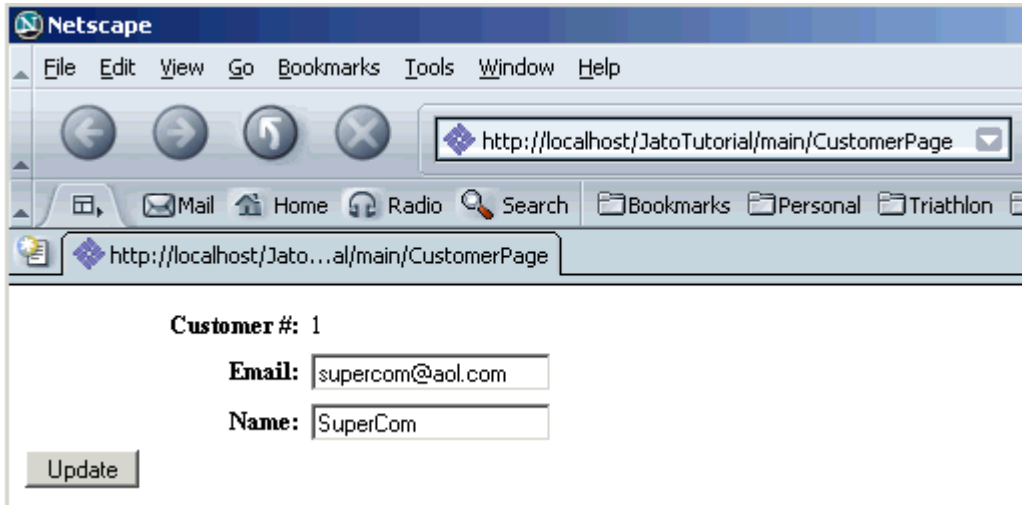 Netscape
File Edit View Go Bookmarks Tools Window Help
http://localhost/JatoTutorial/main/CustomerPage
Mail Home Radio Search Bookmarks Personal Triathlon
http://localhost/Jato...al/main/CustomerPage
Customer #: 1
Email: supercom@aol.com
Name: SuperCom
Update